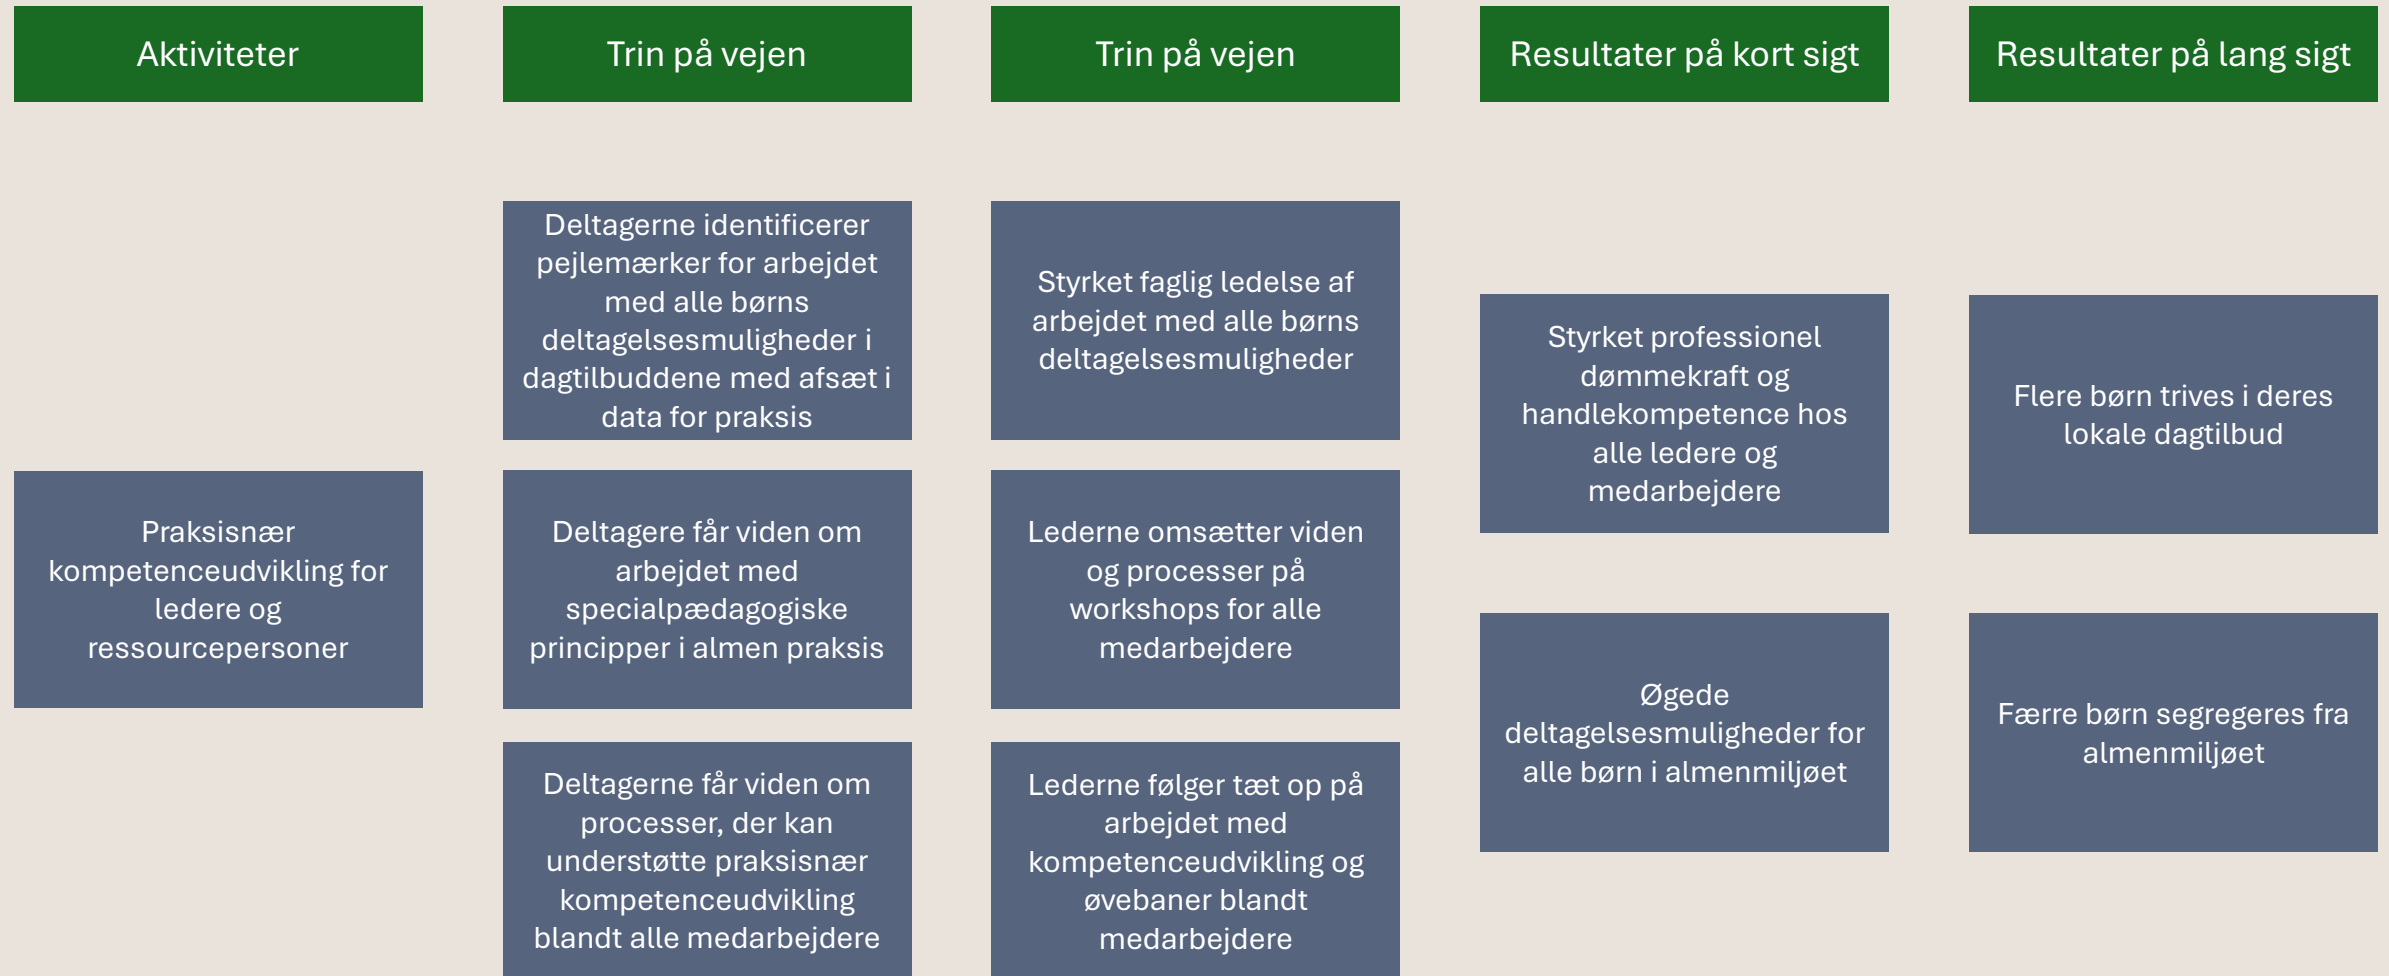 Aktiviteter
Trin på vejen
Trin på vejen
Resultater på kort sigt
Resultater på lang sigt
Praksisnær
kompetenceudvikling for
ledere og
ressourcepersoner
Deltagerne identificerer
pejlemærker for arbejdet
med alle børns
deltagelsesmuligheder i
dagtilbuddene med afsæt i
data for praksis
Deltagere får viden om
arbejdet med
specialpædagogiske
principper i almen praksis
Deltagerne får viden om
processer, der kan
understøtte praksisnær
kompetenceudvikling
blandt alle medarbejdere
Styrket faglig ledelse af
arbejdet med alle børns
deltagelsesmuligheder
Lederne omsætter viden
og processer på
workshops for alle
medarbejdere
Lederne følger tæt op på
arbejdet med
kompetenceudvikling og
øvebaner blandt
medarbejdere
Styrket professionel
dømmekraft og
handlekompetence hos
alle ledere og
medarbejdere
Øgede
deltagelsesmuligheder for
alle børn i almenmiljøet
Flere børn trives i deres
lokale dagtilbud
Færre børn segregeres fra
almenmiljøet